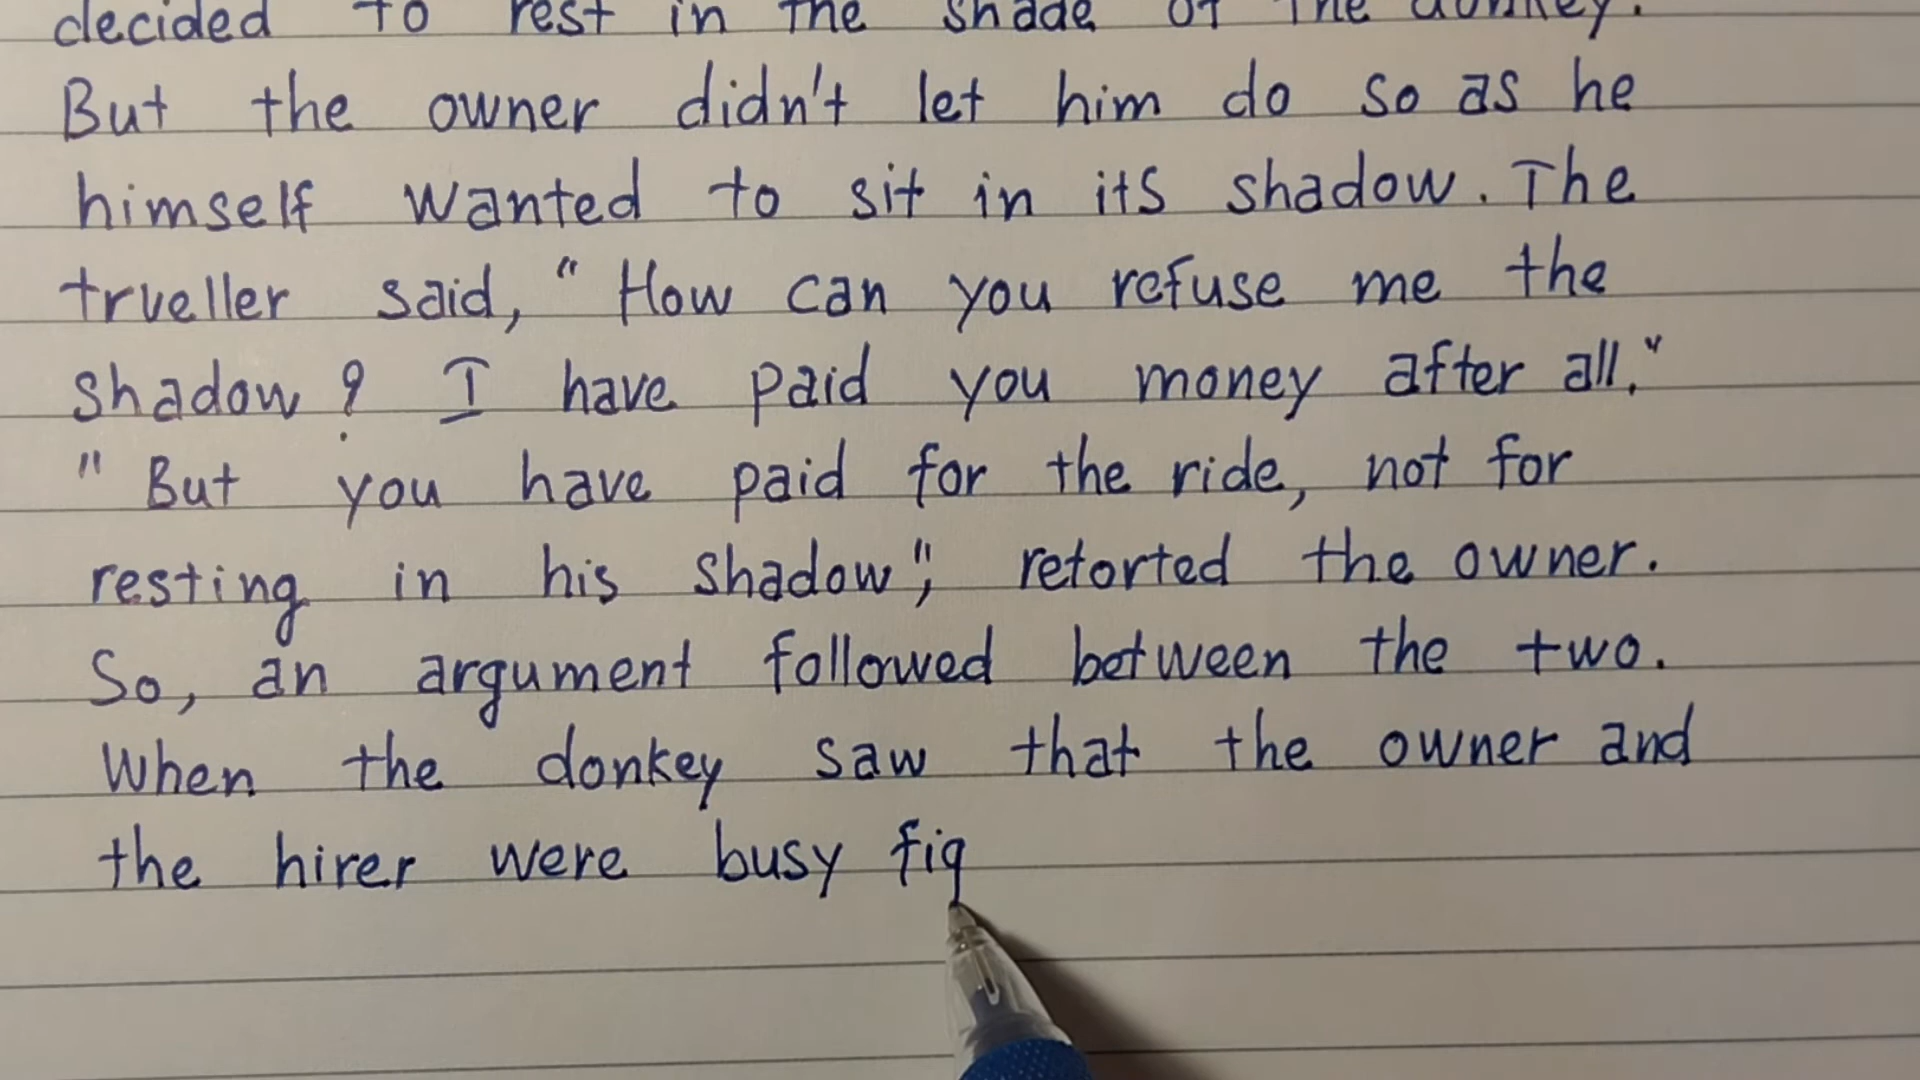 decided to rest in the shade of the donkey.
But the owner didn't let him do so as he
himself wanted to sit in its shadow. The
trveller said, "How can you refuse me the
shadow? I have paid you money after all."
"But you have paid for the ride, not for
resting in his shadow", retorted the owner.
So, an argument followed between the two.
When the donkey saw that the owner and
the hirer were busy fig